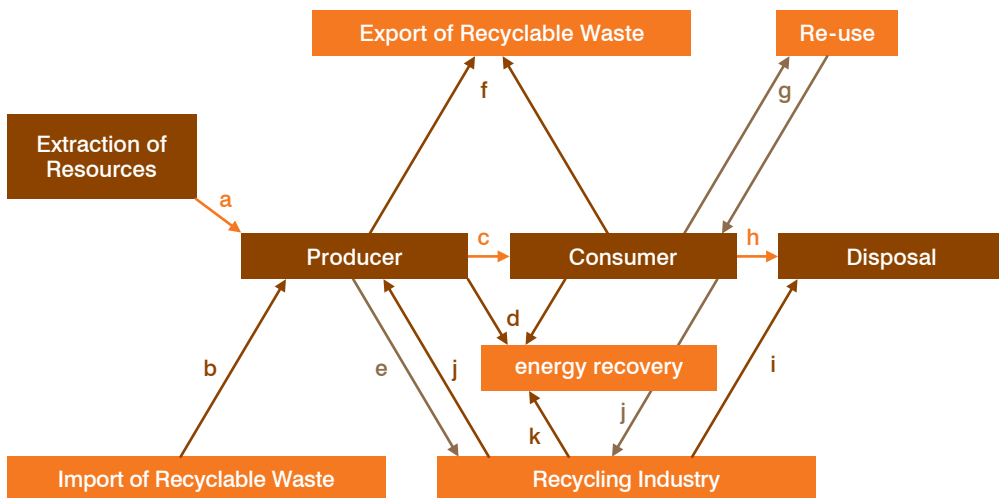 Export of Recyclable Waste
Re-use
f
g
Extraction of
Resources
a
c
h
Producer
Consumer
Disposal
d
b
e
j
energy recovery
i
j
k
Import of Recyclable Waste
Recycling Industry